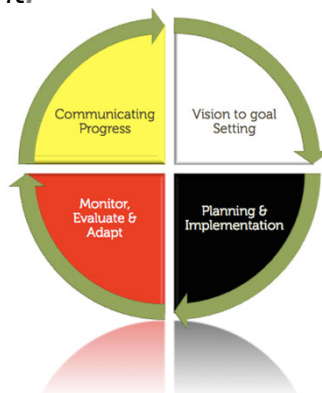 Communicating
Progress
Vision to goal
Setting
Monitor,
Evaluate &
Adapt
Planning &
Implementation